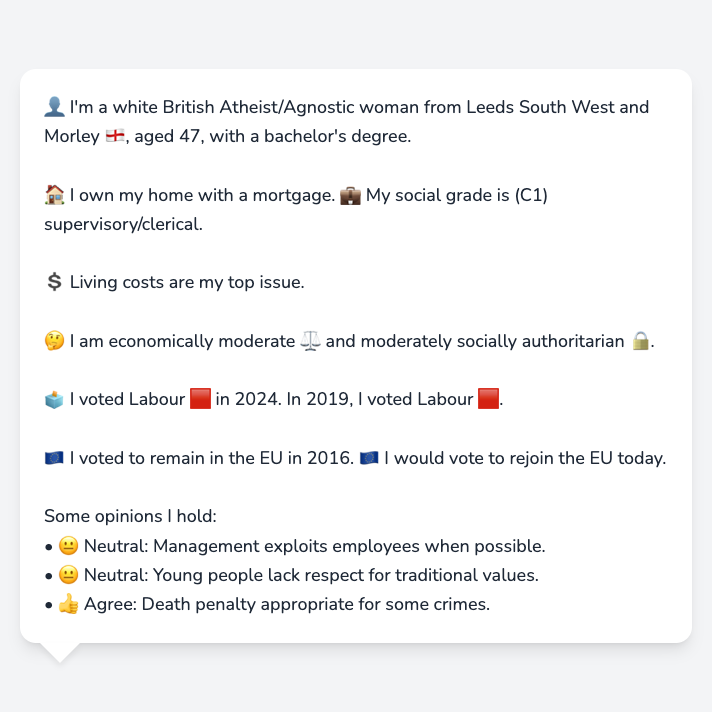 👤 I'm a white British Atheist/Agnostic woman from Leeds South West and
Morley 🏴󠁧󠁢󠁥󠁮󠁧󠁿, aged 47, with a bachelor's degree.
🏠 I own my home with a mortgage. 💼 My social grade is (C1)
supervisory/clerical.
💲 Living costs are my top issue.
🤔 I am economically moderate ⚖️ and moderately socially authoritarian 🔒.
🗳️ I voted Labour 🟥 in 2024. In 2019, I voted Labour 🟥.
🇪🇺 I voted to remain in the EU in 2016. 🇪🇺 I would vote to rejoin the EU today.
Some opinions I hold:
• 😐 Neutral: Management exploits employees when possible.
• 😐 Neutral: Young people lack respect for traditional values.
• 👍 Agree: Death penalty appropriate for some crimes.